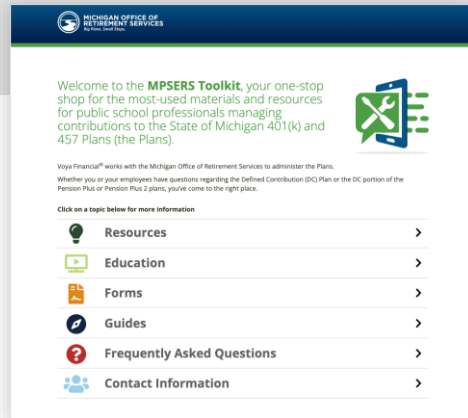 MICHIGAN OFFICE OF
RETIREMENT SERVICES
Big Plans. Small Steps.
Welcome to the MPSERS Toolkit, your one-stop
shop for the most-used materials and resources
for public school professionals managing
contributions to the State of Michigan 401(k) and
457 Plans (the Plans).
Voya Financial® works with the Michigan Office of Retirement Services to administer the Plans.
Whether you or your employees have questions regarding the Defined Contribution (DC) Plan or the DC portion of the
Pension Plus or Pension Plus 2 plans, you've come to the right place.
Click on a topic below for more information
Resources
Education
Forms
Guides
Frequently Asked Questions
Contact Information